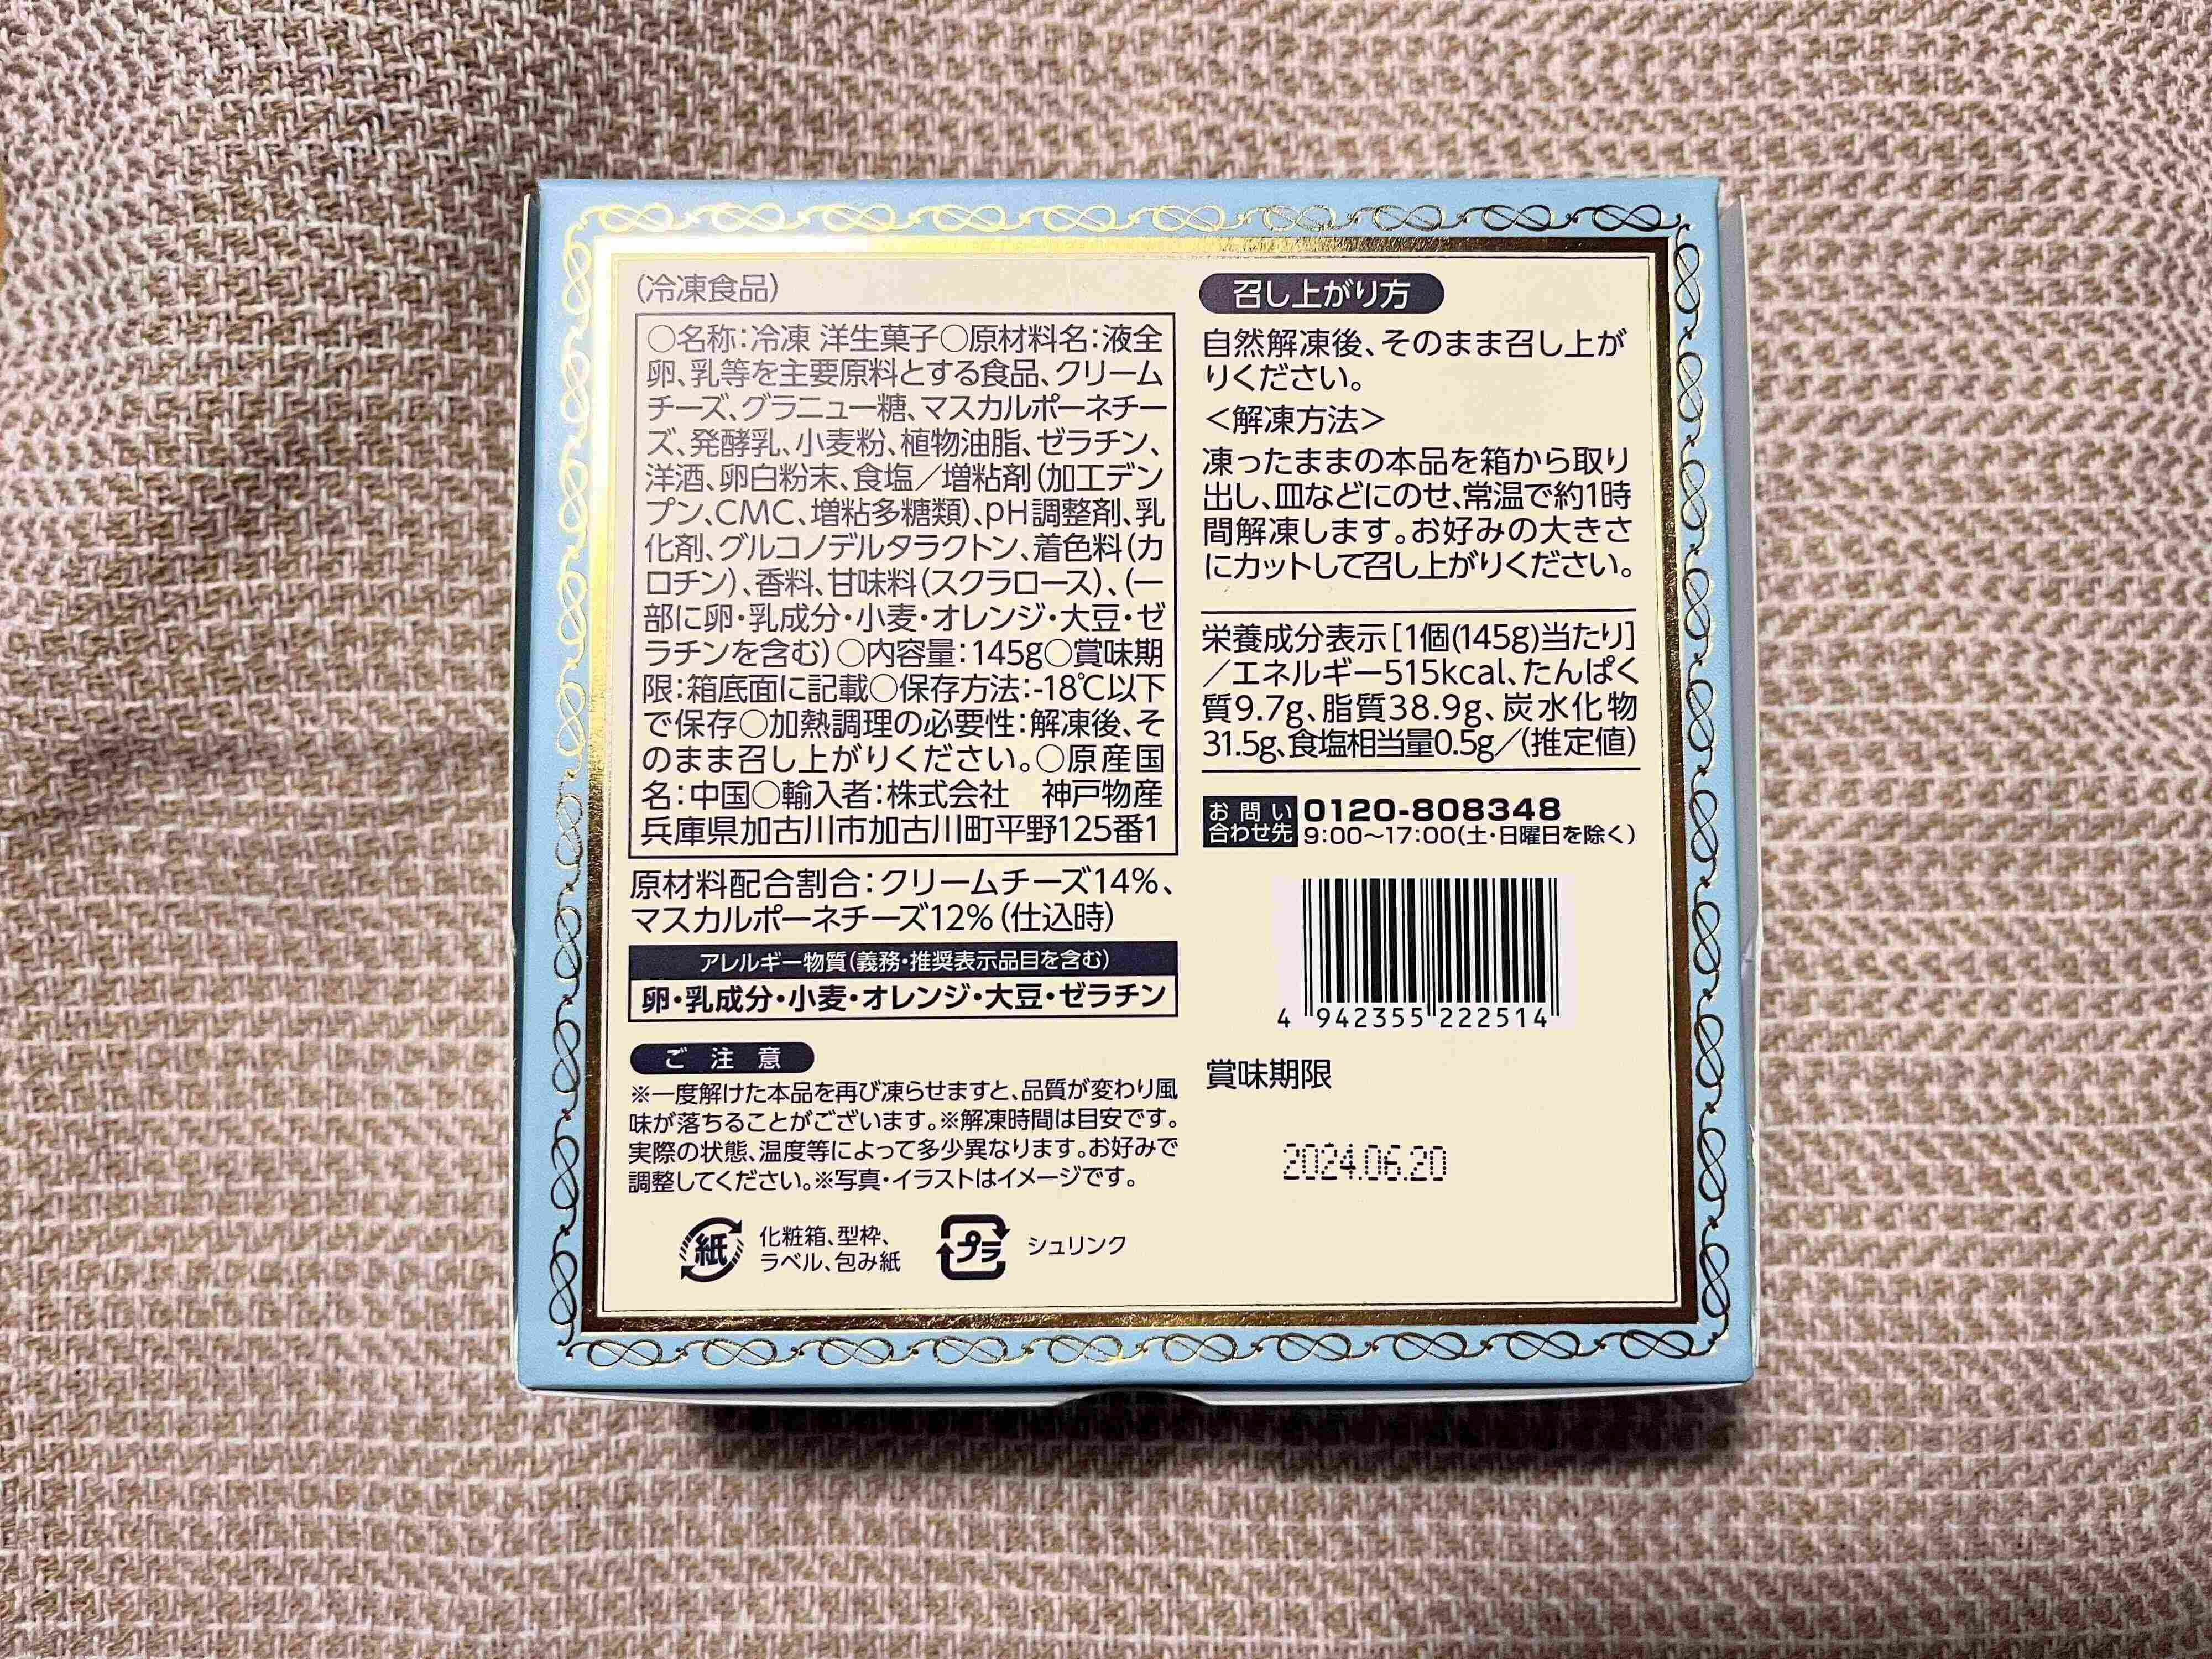 (冷凍食品)
○名称:冷凍 洋生菓子○原材料名:液全
卵、乳等を主要原料とする食品、クリーム
チーズ、グラニュー糖、マスカルポーネチー
ズ、発酵乳、小麦粉、植物油脂、ゼラチン、
洋酒、卵白粉末、食塩/増粘剤(加工デン
プン、CMC、増粘多糖類)、pH調整剤、乳
化剤、グルコノデルタラクトン、着色料(カ
ロチン)、香料、甘味料(スクラロース)、(一
部に卵・乳成分・小麦・オレンジ・大豆・ゼ
ラチンを含む)○内容量:145g○賞味期
限:箱底面に記載○保存方法:-18℃以下
で保存○加熱調理の必要性:解凍後、そ
のまま召し上がりください。○原産国
名:中国○輸入者:株式会社 神戸物産
兵庫県加古川市加古川町平野125番1
原材料配合割合:クリームチーズ14%、
マスカルポーネチーズ12%(仕込時)
アレルギー物質(義務・推奨表示品目を含む)
卵・乳成分・小麦・オレンジ・大豆・ゼラチン
ご注意
※一度解けた本品を再び凍らせますと、品質が変わり風
味が落ちることがございます。※解凍時間は目安です。
実際の状態、温度等によって多少異なります。お好みで
調整してください。※写真・イラストはイメージです。
紙
化粧箱、型枠、
ラベル、包み紙
プラ
シュリンク
召し上がり方
自然解凍後、そのまま召し上が
りください。
<解凍方法>
凍ったままの本品を箱から取り
出し、皿などにのせ、常温で約1時
間解凍します。お好みの大きさ
にカットして召し上がりください。
栄養成分表示[1個(145g)当たり]
/エネルギー515kcal、たんぱく
質9.7g、脂質38.9g、炭水化物
31.5g、食塩相当量0.5g/(推定値)
お問い
合わせ先
0120-808348
9:00〜17:00(土・日曜日を除く)
4 942355 222514
賞味期限
2024.06.20